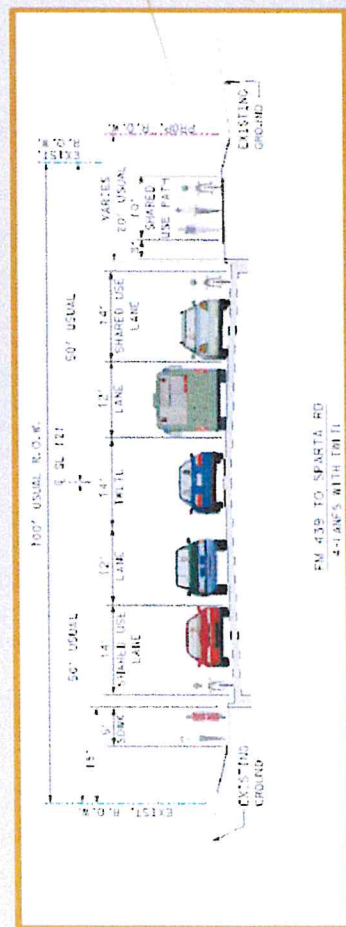 100' USUAL R.O.W.
50' USUAL
50' USUAL
℄ SL 121
EXIST.
R.O.W.
PROP. R.O.W.
EXIST. R.O.W.
VARIES
20' USUAL
10'
SHARED
USE PATH
14'
SHARED USE
LANE
12'
LANE
14'
TWLTL
12'
LANE
14'
SHARED USE
LANE
15'
SDWK
EXISTING
GROUND
EXISTING
GROUND
FM 439 TO SPARTA RD
4-LANES WITH TWLTL